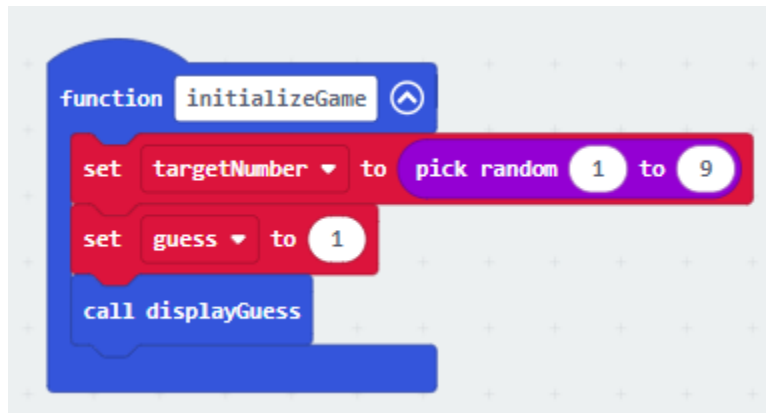 function initializeGame
set targetNumber to pick random 1 to 9
set guess to 1
call displayGuess